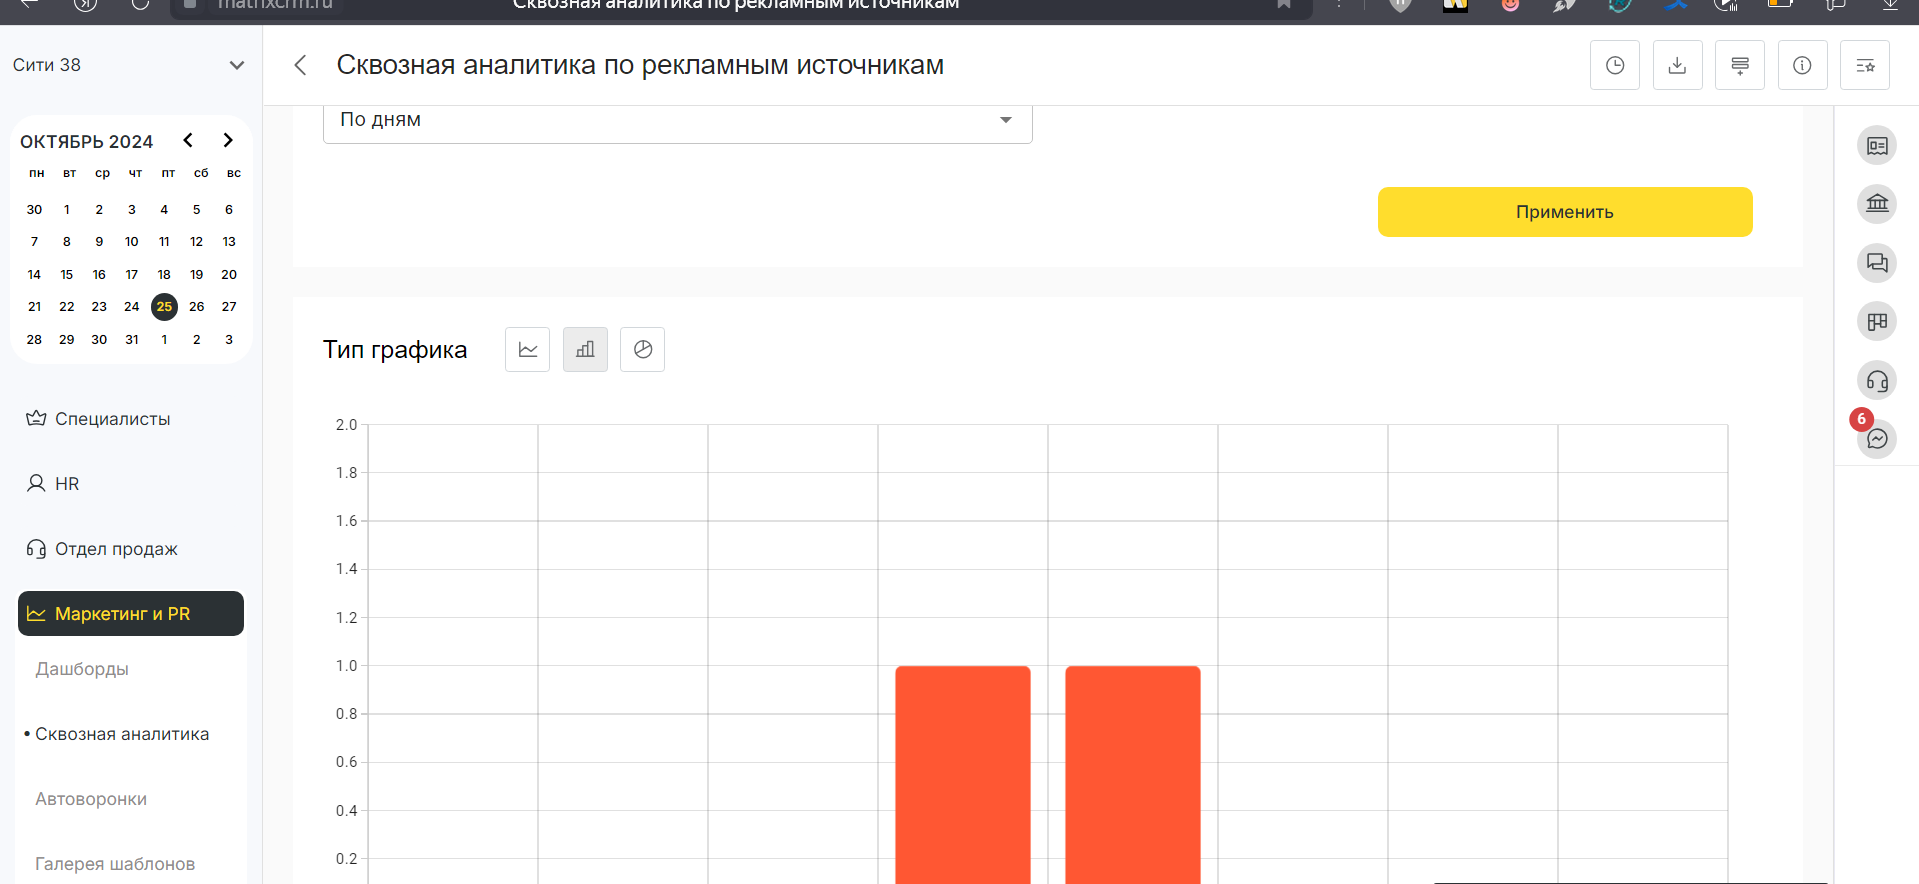 matrixcrm.ru
Сквозная аналитика по рекламным источникам
Сити 38
Сквозная аналитика по рекламным источникам
ОКТЯБРЬ 2024
пн вт ср чт пт сб вс
30 1 2 3 4 5 6
7 8 9 10 11 12 13
14 15 16 17 18 19 20
21 22 23 24 25 26 27
28 29 30 31 1 2 3
Специалисты
HR
Отдел продаж
Маркетинг и PR
Дашборды
• Сквозная аналитика
Автоворонки
Галерея шаблонов
По дням
Применить
Тип графика
2.0
1.8
1.6
1.4
1.2
1.0
0.8
0.6
0.4
0.2
6